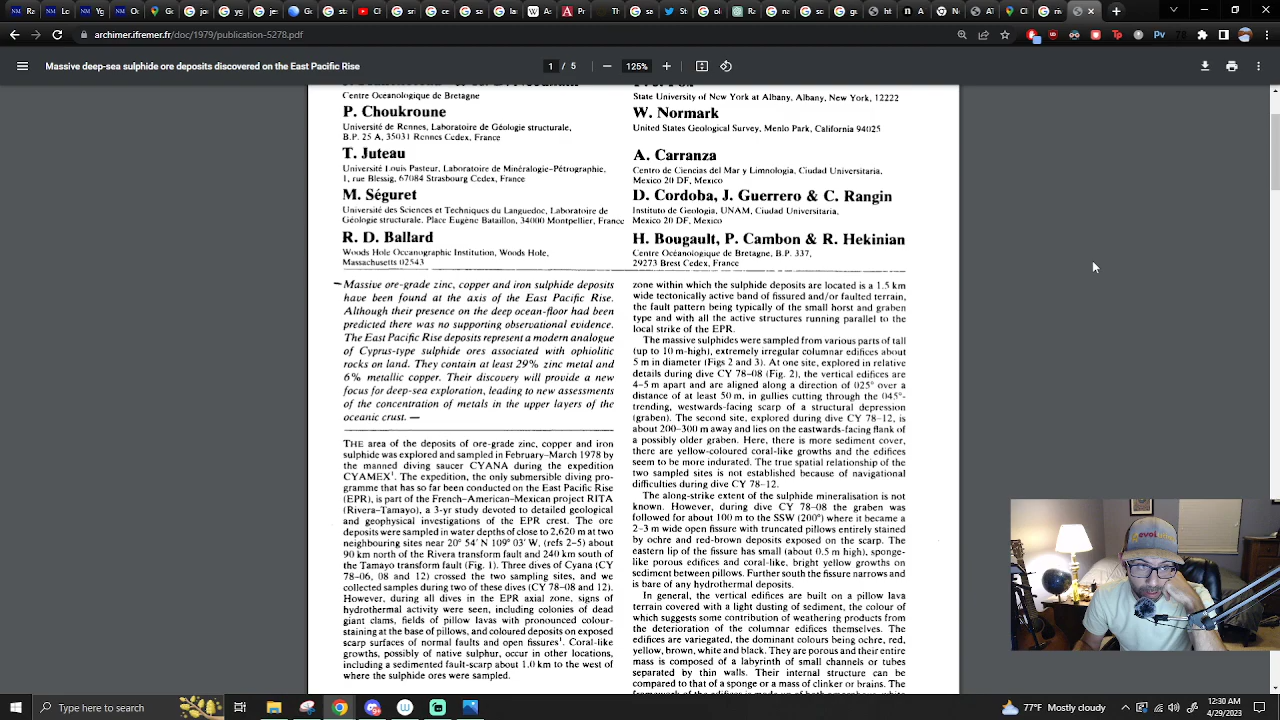 Massive deep-sea sulphide ore deposits discovered on the East Pacific Rise
archimer.ifremer.fr/doc/1979/publication-5278.pdf
1 / 5
125%
Centre Oceanologique de Bretagne
P. Choukroune
Université de Rennes, Laboratoire de Géologie structurale,
B.P. 25 A, 35031 Rennes Cedex, France
T. Juteau
Université Louis Pasteur, Laboratoire de Minéralogie-Pétrographie,
1, rue Blessig, 67084 Strasbourg Cedex, France
M. Séguret
Université des Sciences et Techniques du Languedoc, Laboratoire de
Géologie structurale. Place Eugène Bataillon, 34000 Montpellier, France
R. D. Ballard
Woods Hole Oceanographic Institution, Woods Hole,
Massachusetts 02543
State University of New York at Albany, Albany, New York, 12222
W. Normark
United States Geological Survey, Menlo Park, California 94025
A. Carranza
Centro de Ciencias del Mar y Limnologia, Ciudad Universitaria,
Mexico 20 DF, Mexico
D. Cordoba, J. Guerrero & C. Rangin
Instituto de Geologia, UNAM, Ciudad Universitaria,
Mexico 20 DF, Mexico
H. Bougault, P. Cambon & R. Hekinian
Centre Océanologique de Bretagne, B.P. 337,
29273 Brest Cedex, France
Massive ore-grade zinc, copper and iron sulphide deposits
have been found at the axis of the East Pacific Rise.
Although their presence on the deep ocean-floor had been
predicted there was no supporting observational evidence.
The East Pacific Rise deposits represent a modern analogue
of Cyprus-type sulphide ores associated with ophiolitic
rocks on land. They contain at least 29% zinc metal and
6% metallic copper. Their discovery will provide a new
focus for deep-sea exploration, leading to new assessments
of the concentration of metals in the upper layers of the
oceanic crust. —
THE area of the deposits of ore-grade zinc, copper and iron
sulphide was explored and sampled in February–March 1978 by
the manned diving saucer CYANA during the expedition
CYAMEX¹. The expedition, the only submersible diving pro-
gramme that has so far been conducted on the East Pacific Rise
(EPR), is part of the French–American–Mexican project RITA
(Rivera–Tamayo), a 3-yr study devoted to detailed geological
and geophysical investigations of the EPR crest. The ore
deposits were sampled in water depths of close to 2,620 m at two
neighbouring sites near 20° 54′ N 109° 03′ W, (refs 2–5) about
90 km north of the Rivera transform fault and 240 km south of
the Tamayo transform fault (Fig. 1). Three dives of Cyana (CY
78–06, 08 and 12) crossed the two sampling sites, and we
collected samples during two of these dives (CY 78–08 and 12).
However, during all dives in the EPR axial zone, signs of
hydrothermal activity were seen, including colonies of dead
giant clams, fields of pillow lavas with pronounced colour-
staining at the base of pillows, and coloured deposits on exposed
scarp surfaces of normal faults and open fissures¹. Coral-like
growths, possibly of native sulphur, occur in other locations,
including a sedimented fault-scarp about 1.0 km to the west of
where the sulphide ores were sampled.
zone within which the sulphide deposits are located is a 1.5 km
wide tectonically active band of fissured and/or faulted terrain,
the fault pattern being typically of the small horst and graben
type and with all the active structures running parallel to the
local strike of the EPR.
The massive sulphides were sampled from various parts of tall
(up to 10 m-high), extremely irregular columnar edifices about
5 m in diameter (Figs 2 and 3). At one site, explored in relative
details during dive CY 78–08 (Fig. 2), the vertical edifices are
4–5 m apart and are aligned along a direction of 025° over a
distance of at least 50 m, in gullies cutting through the 045°-
trending, westwards-facing scarp of a structural depression
(graben). The second site, explored during dive CY 78–12, is
about 200–300 m away and lies on the eastwards-facing flank of
a possibly older graben. Here, there is more sediment cover,
there are yellow-coloured coral-like growths and the edifices
seem to be more indurated. The true spatial relationship of the
two sampled sites is not established because of navigational
difficulties during dive CY 78–12.
The along-strike extent of the sulphide mineralisation is not
known. However, during dive CY 78–08 the graben was
followed for about 100 m to the SSW (200°) where it became a
2–3 m wide open fissure with truncated pillows entirely stained
by ochre and red-brown deposits exposed on the scarp. The
eastern lip of the fissure has small (about 0.5 m high), sponge-
like porous edifices and coral-like, bright yellow growths on
sediment between pillows. Further south the fissure narrows and
is bare of any hydrothermal deposits.
In general, the vertical edifices are built on a pillow lava
terrain covered with a light dusting of sediment, the colour of
which suggests some contribution of weathering products from
the deterioration of the columnar edifices themselves. The
edifices are variegated, the dominant colours being ochre, red,
yellow, brown, white and black. They are porous and their entire
mass is composed of a labyrinth of small channels or tubes
separated by thin walls. Their internal structure can be
compared to that of a sponge or a mass of clinker or brains. The
Type here to
77°F Mostly cloudy
12:30 AM
4/29/2023